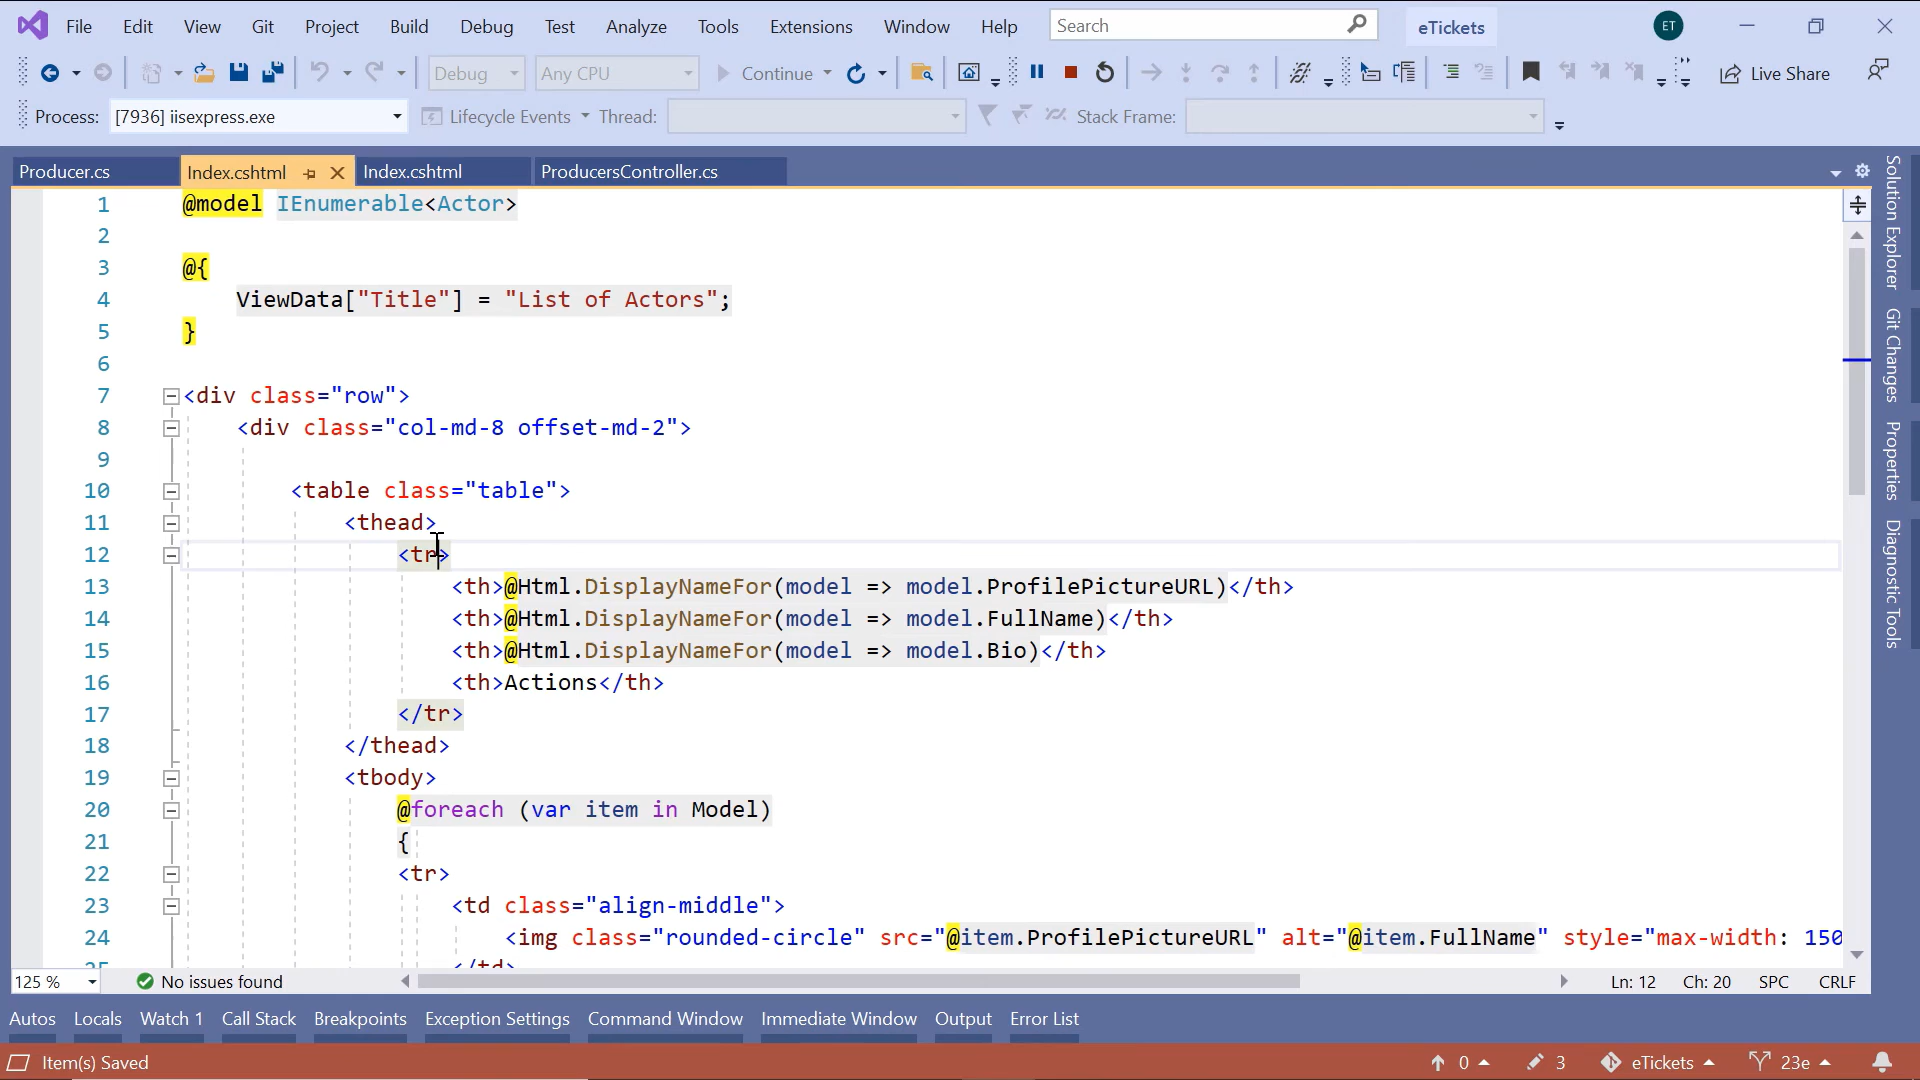 File Edit View Git Project Build Debug Test Analyze Tools Extensions Window Help Search eTickets ET
Debug Any CPU Continue Live Share
Process: [7936] iisexpress.exe Lifecycle Events Thread: Stack Frame:
Producer.cs Index.cshtml Index.cshtml ProducersController.cs
1 @model IEnumerable<Actor>
2
3 @{
4 ViewData["Title"] = "List of Actors";
5 }
6
7 <div class="row">
8 <div class="col-md-8 offset-md-2">
9
10 <table class="table">
11 <thead>
12 <tr>
13 <th>@Html.DisplayNameFor(model => model.ProfilePictureURL)</th>
14 <th>@Html.DisplayNameFor(model => model.FullName)</th>
15 <th>@Html.DisplayNameFor(model => model.Bio)</th>
16 <th>Actions</th>
17 </tr>
18 </thead>
19 <tbody>
20 @foreach (var item in Model)
21 {
22 <tr>
23 <td class="align-middle">
24 <img class="rounded-circle" src="@item.ProfilePictureURL" alt="@item.FullName" style="max-width: 150
25 </td>
Solution Explorer
Git Changes
Properties
Diagnostic Tools
125 % No issues found Ln: 12 Ch: 20 SPC CRLF
Autos Locals Watch 1 Call Stack Breakpoints Exception Settings Command Window Immediate Window Output Error List
Item(s) Saved 0 3 eTickets 23e